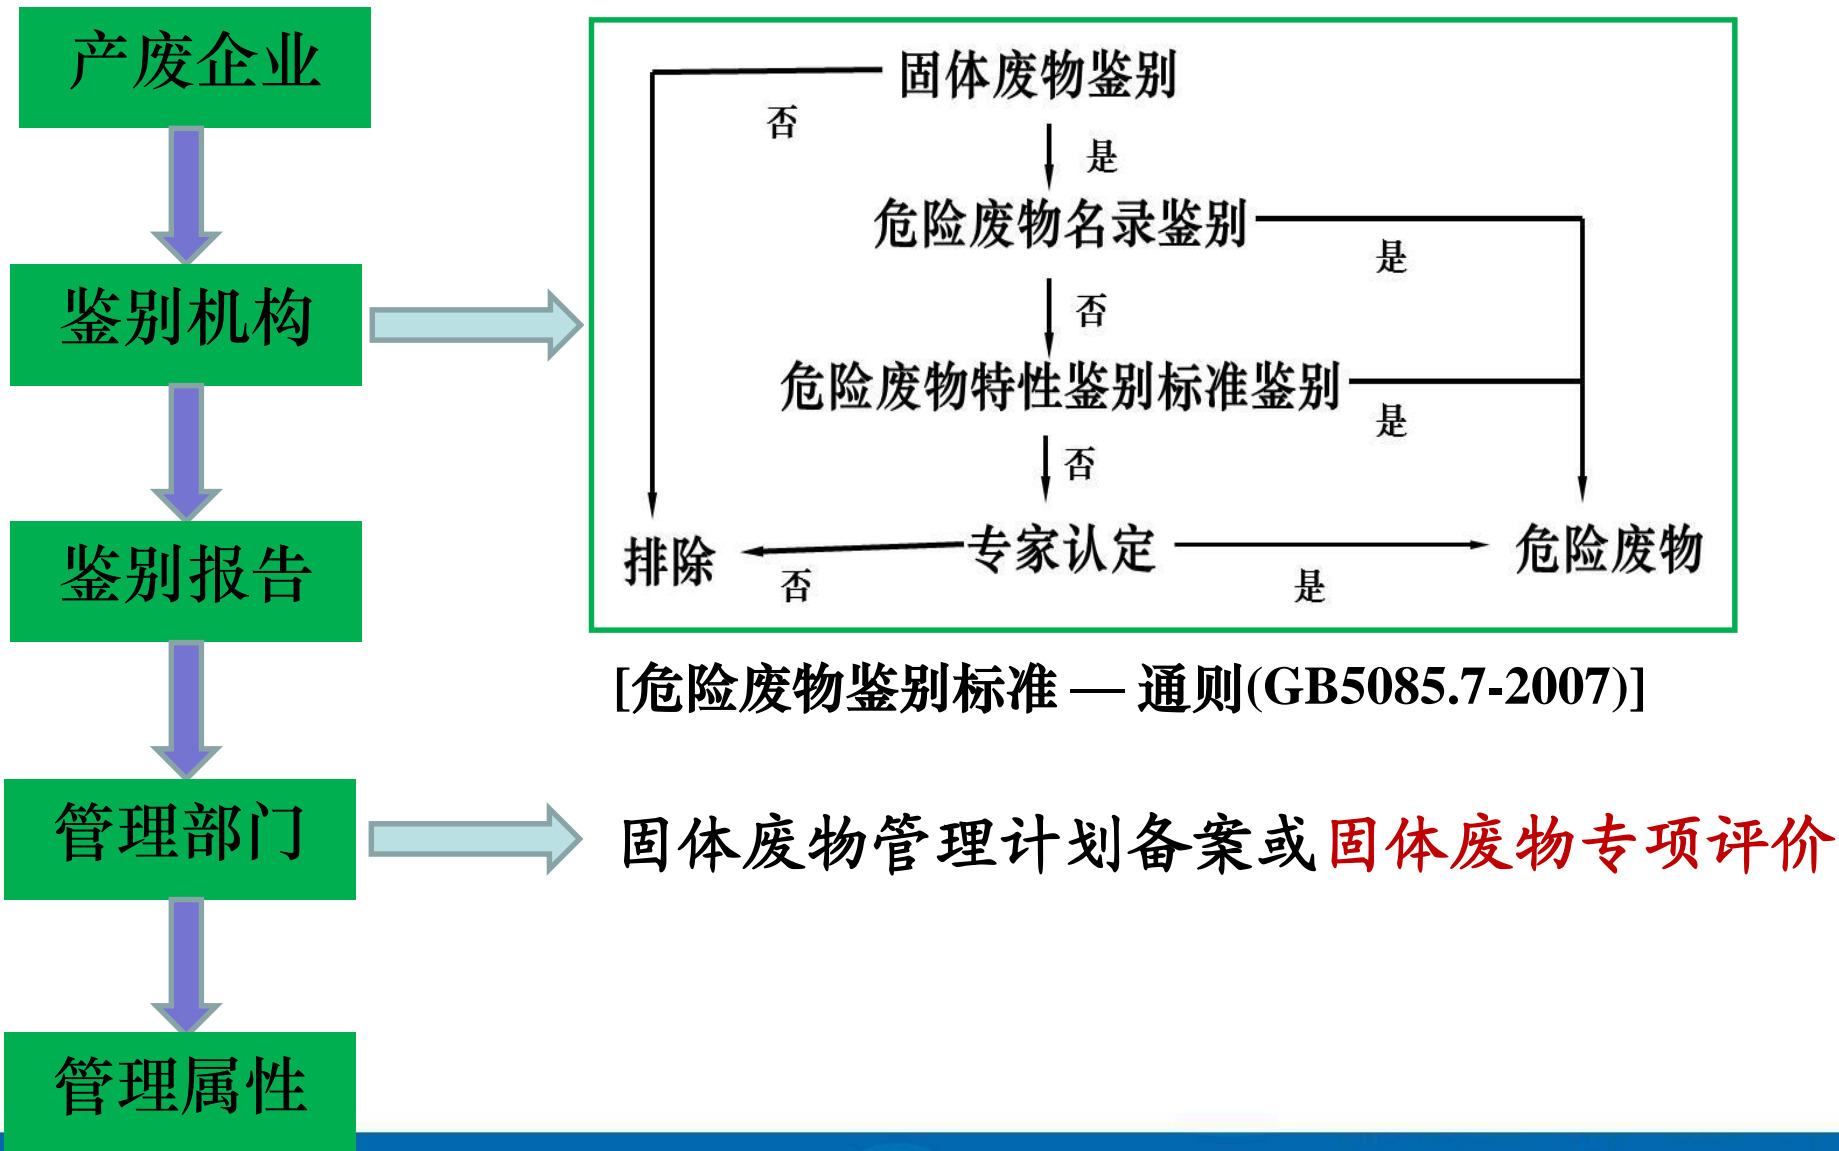 产废企业
鉴别机构
鉴别报告
管理部门
管理属性
固体废物鉴别
否
是
危险废物名录鉴别
是
否
危险废物特性鉴别标准鉴别
是
否
排除
专家认定
危险废物
否
是
[危险废物鉴别标准 — 通则(GB5085.7-2007)]
固体废物管理计划备案或固体废物专项评价